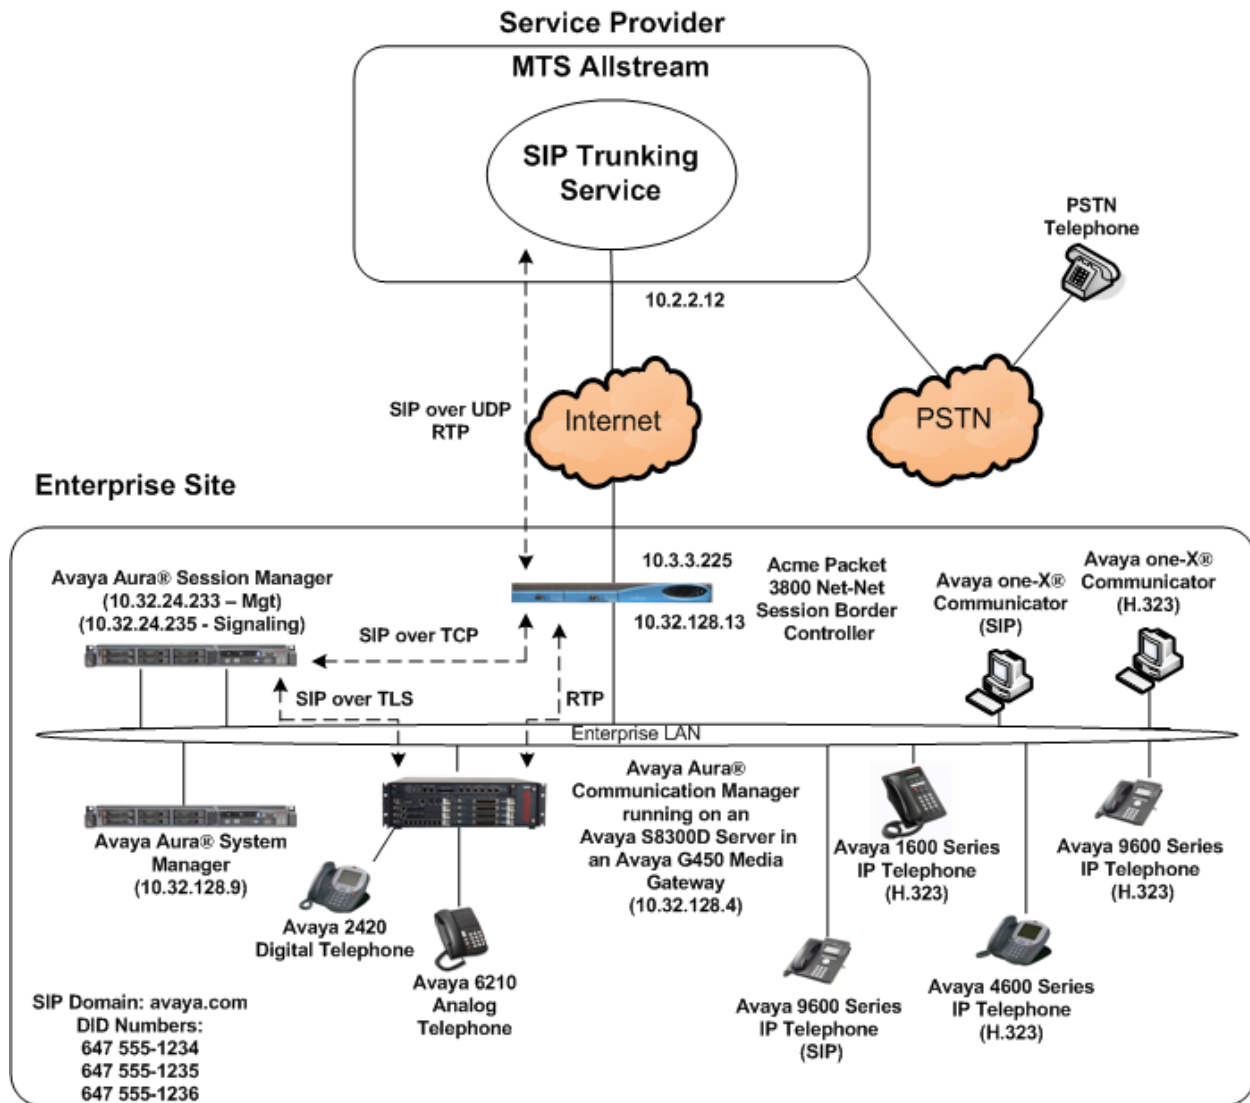 Service Provider
MTS Allstream
SIP Trunking
Service
PSTN
Telephone
10.2.2.12
SIP over UDP
RTP
Internet
PSTN
Enterprise Site
Avaya Aura® Session Manager
(10.32.24.233 – Mgt)
(10.32.24.235 - Signaling)
10.3.3.225
10.32.128.13
Acme Packet
3800 Net-Net
Session Border
Controller
Avaya one-X®
Communicator
(SIP)
Avaya one-X®
Communicator
(H.323)
SIP over TCP
SIP over TLS
RTP
Enterprise LAN
Avaya Aura® System
Manager
(10.32.128.9)
Avaya 2420
Digital Telephone
Avaya 6210
Analog
Telephone
Avaya Aura®
Communication Manager
running on an
Avaya S8300D Server in
an Avaya G450 Media
Gateway
(10.32.128.4)
Avaya 1600 Series
IP Telephone
(H.323)
Avaya 9600 Series
IP Telephone
(H.323)
Avaya 9600 Series
IP Telephone
(SIP)
Avaya 4600 Series
IP Telephone
(H.323)
SIP Domain: avaya.com
DID Numbers:
647 555-1234
647 555-1235
647 555-1236